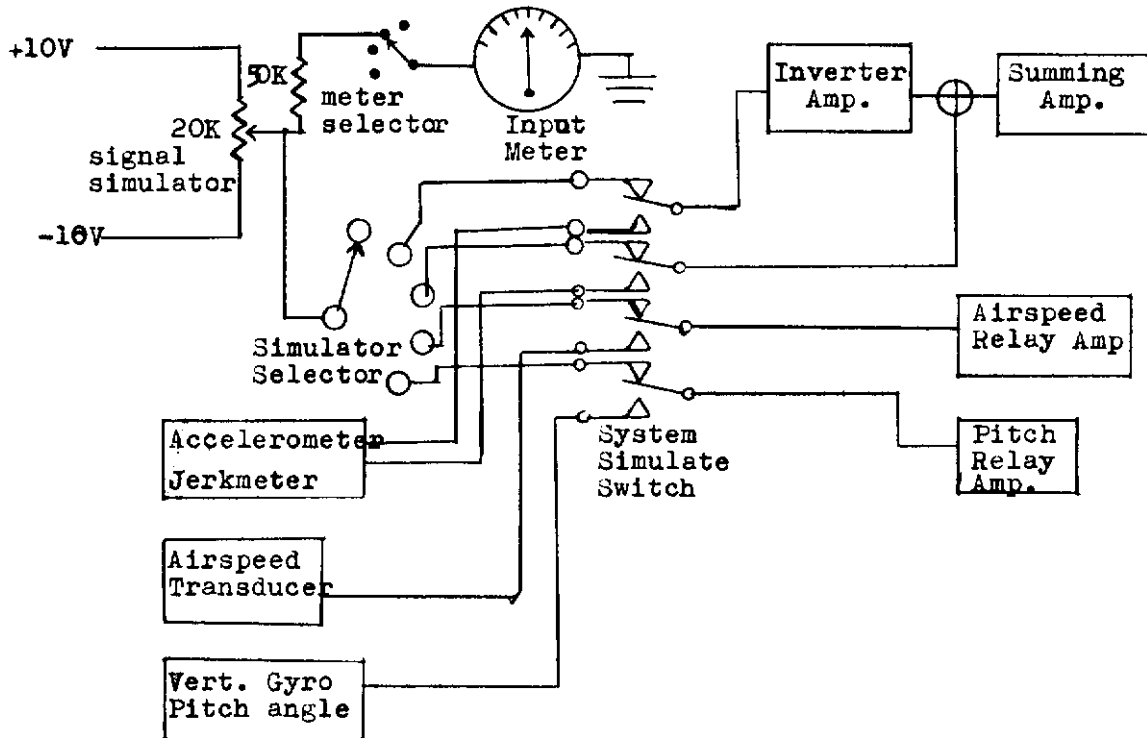 +10V
50K
meter
selector
20K
signal
simulator
-10V
Input
Meter
Inverter
Amp.
Summing
Amp.
Simulator
Selector
Airspeed
Relay Amp
Accelerometer
Jerkmeter
System
Simulate
Switch
Pitch
Relay
Amp.
Airspeed
Transducer
Vert. Gyro
Pitch angle